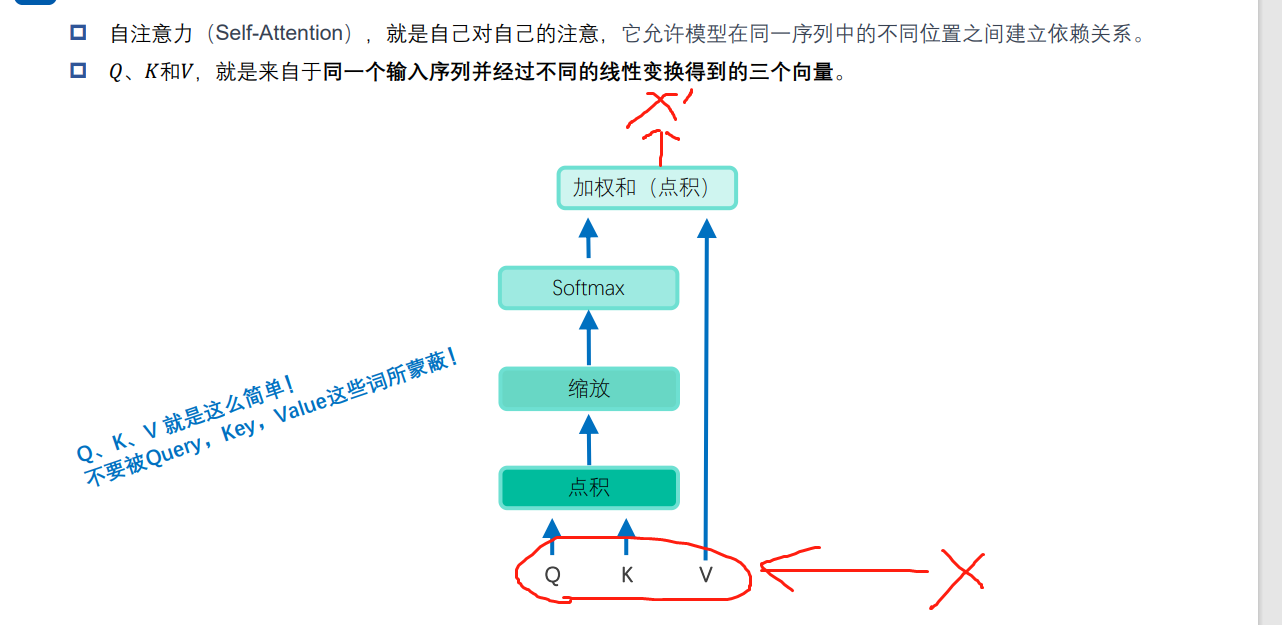 自注意力（Self-Attention），就是自己对自己的注意，它允许模型在同一序列中的不同位置之间建立依赖关系。
Q、K和V，就是来自于同一个输入序列并经过不同的线性变换得到的三个向量。
X'
加权和（点积）
Softmax
缩放
Q、K、V 就是这么简单！
不要被Query，Key，Value这些词所蒙蔽！
点积
Q K V
X